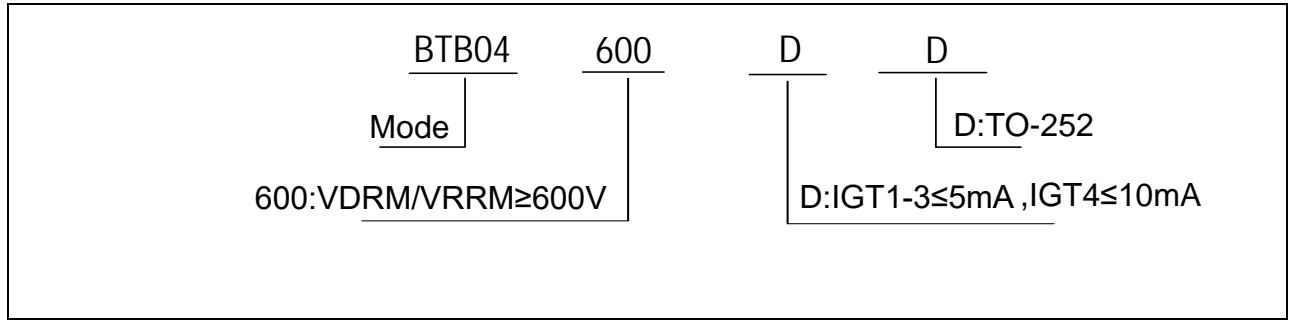 BTB04 600 D D
Mode D:TO-252
600:VDRM/VRRM≥600V D:IGT1-3≤5mA ,IGT4≤10mA